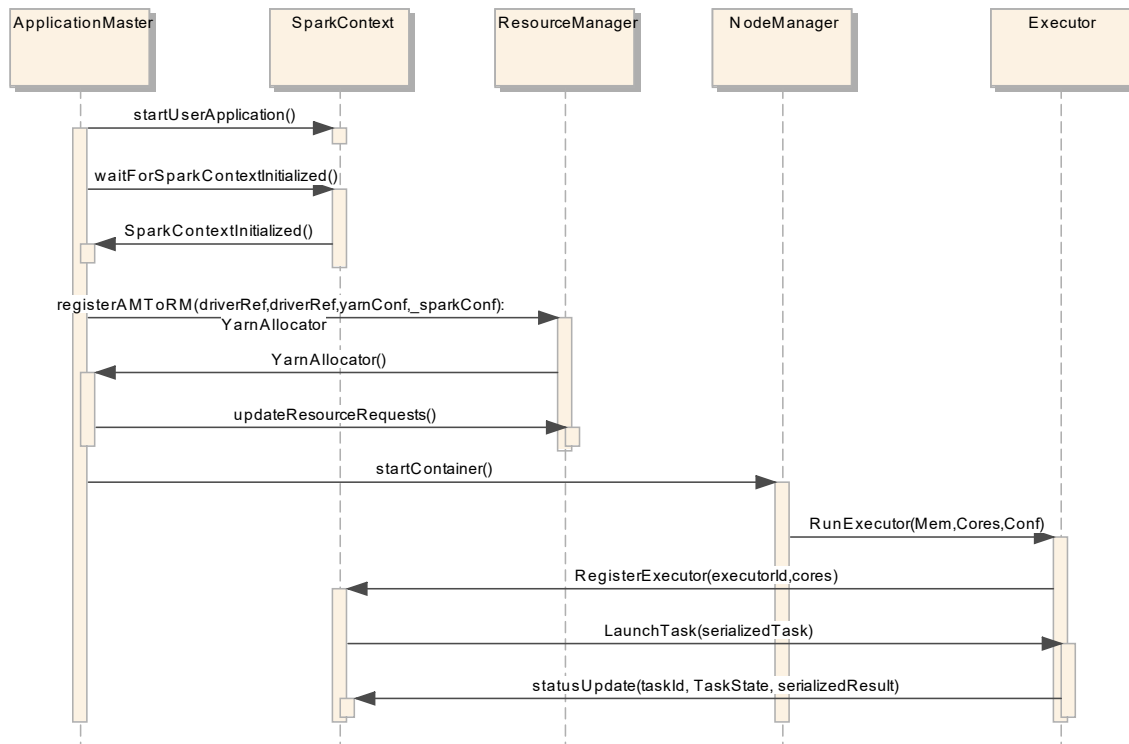 ApplicationMaster
SparkContext
ResourceManager
NodeManager
Executor
startUserApplication()
waitForSparkContextInitialized()
SparkContextInitialized()
registerAMToRM(driverRef,driverRef,yarnConf,_sparkConf):
YarnAllocator
YarnAllocator()
updateResourceRequests()
startContainer()
RunExecutor(Mem,Cores,Conf)
RegisterExecutor(executorId,cores)
LaunchTask(serializedTask)
statusUpdate(taskId, TaskState, serializedResult)